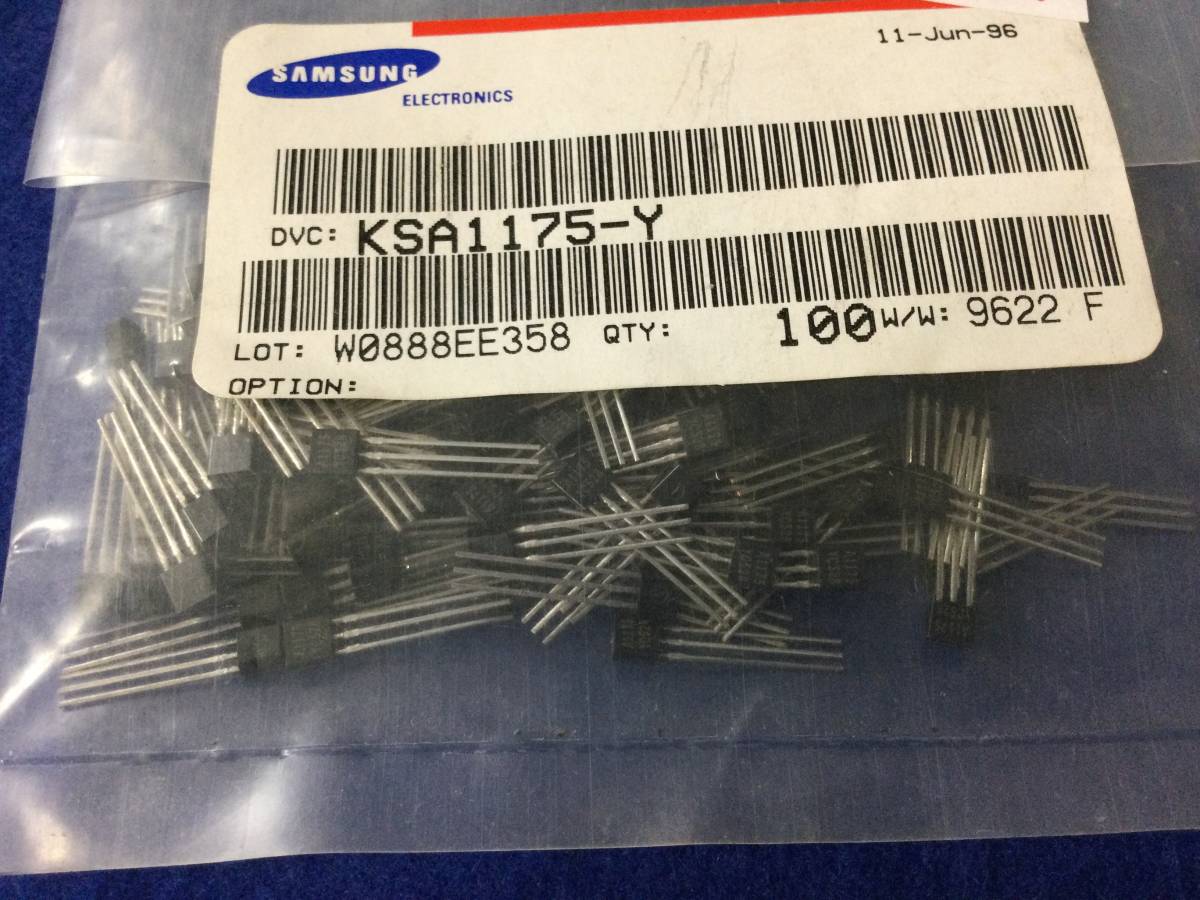 11-Jun-96
SAMSUNG
ELECTRONICS
DVC: KSA1175-Y
LOT: W0888EE358 QTY: 100 W/W: 9622 F
OPTION: